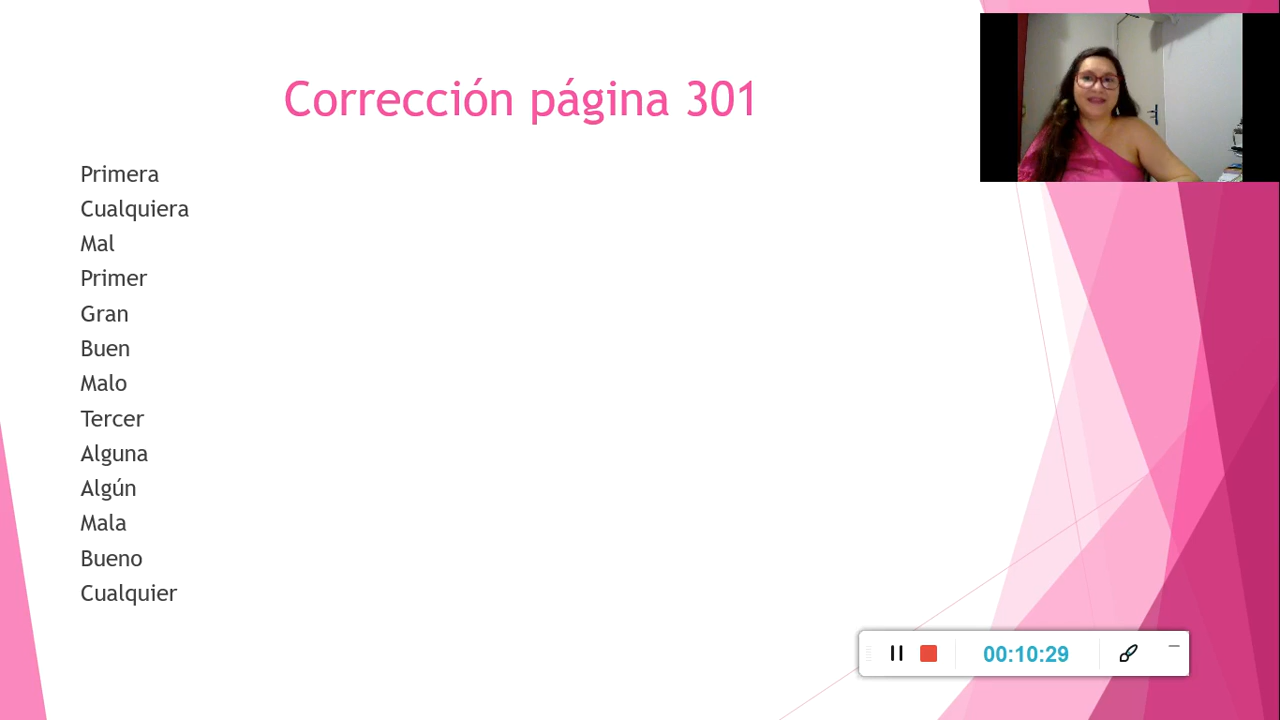 Corrección página 301
Primera
Cualquiera
Mal
Primer
Gran
Buen
Malo
Tercer
Alguna
Algún
Mala
Bueno
Cualquier
00:10:29